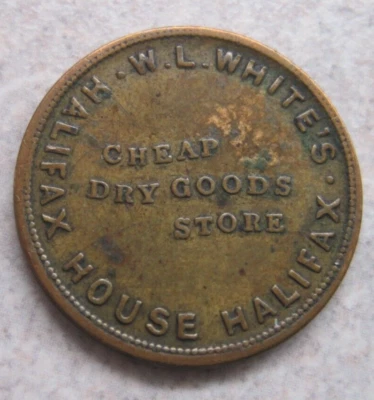 · W. L. WHITE'S ·
HALIFAX HOUSE HALIFAX
CHEAP
DRY GOODS
STORE